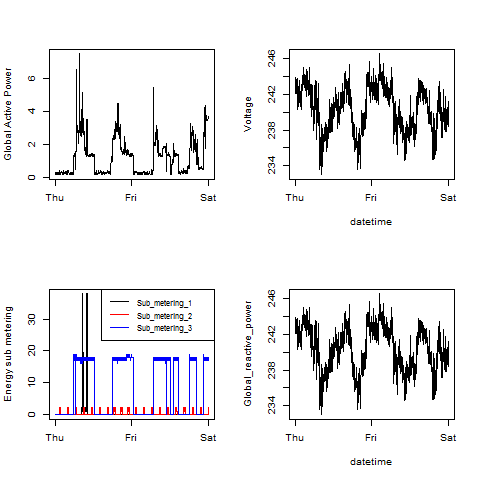 Global Active Power
0 2 4 6
Thu Fri Sat
Voltage
234 238 242 246
Thu Fri Sat
datetime
Energy sub metering
0 10 20 30
Sub_metering_1
Sub_metering_2
Sub_metering_3
Thu Fri Sat
Global_reactive_power
234 238 242 246
Thu Fri Sat
datetime